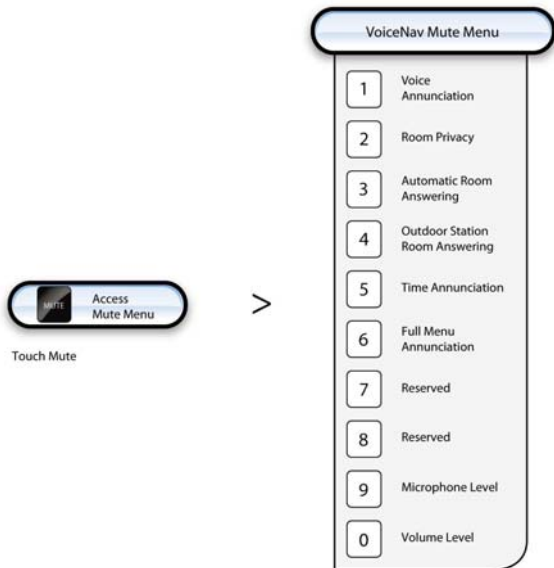 VoiceNav Mute Menu
1
Voice
Annunciation
2
Room Privacy
3
Automatic Room
Answering
4
Outdoor Station
Room Answering
MUTE
Access
Mute Menu
>
Touch Mute
5
Time Annunciation
6
Full Menu
Annunciation
7
Reserved
8
Reserved
9
Microphone Level
0
Volume Level